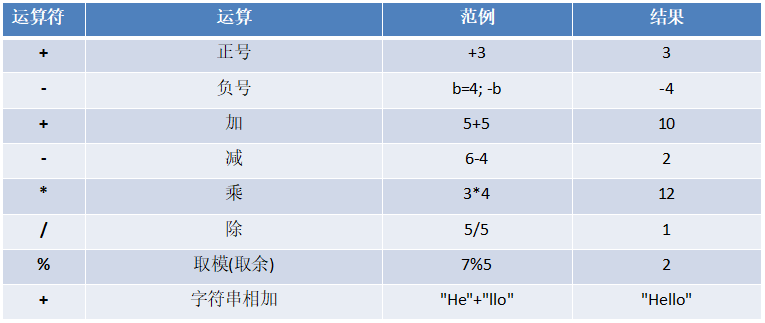 运算符 运算 范例 结果
+ 正号 +3 3
- 负号 b=4; -b -4
+ 加 5+5 10
- 减 6-4 2
* 乘 3*4 12
/ 除 5/5 1
% 取模(取余) 7%5 2
+ 字符串相加 "He"+"llo" "Hello"